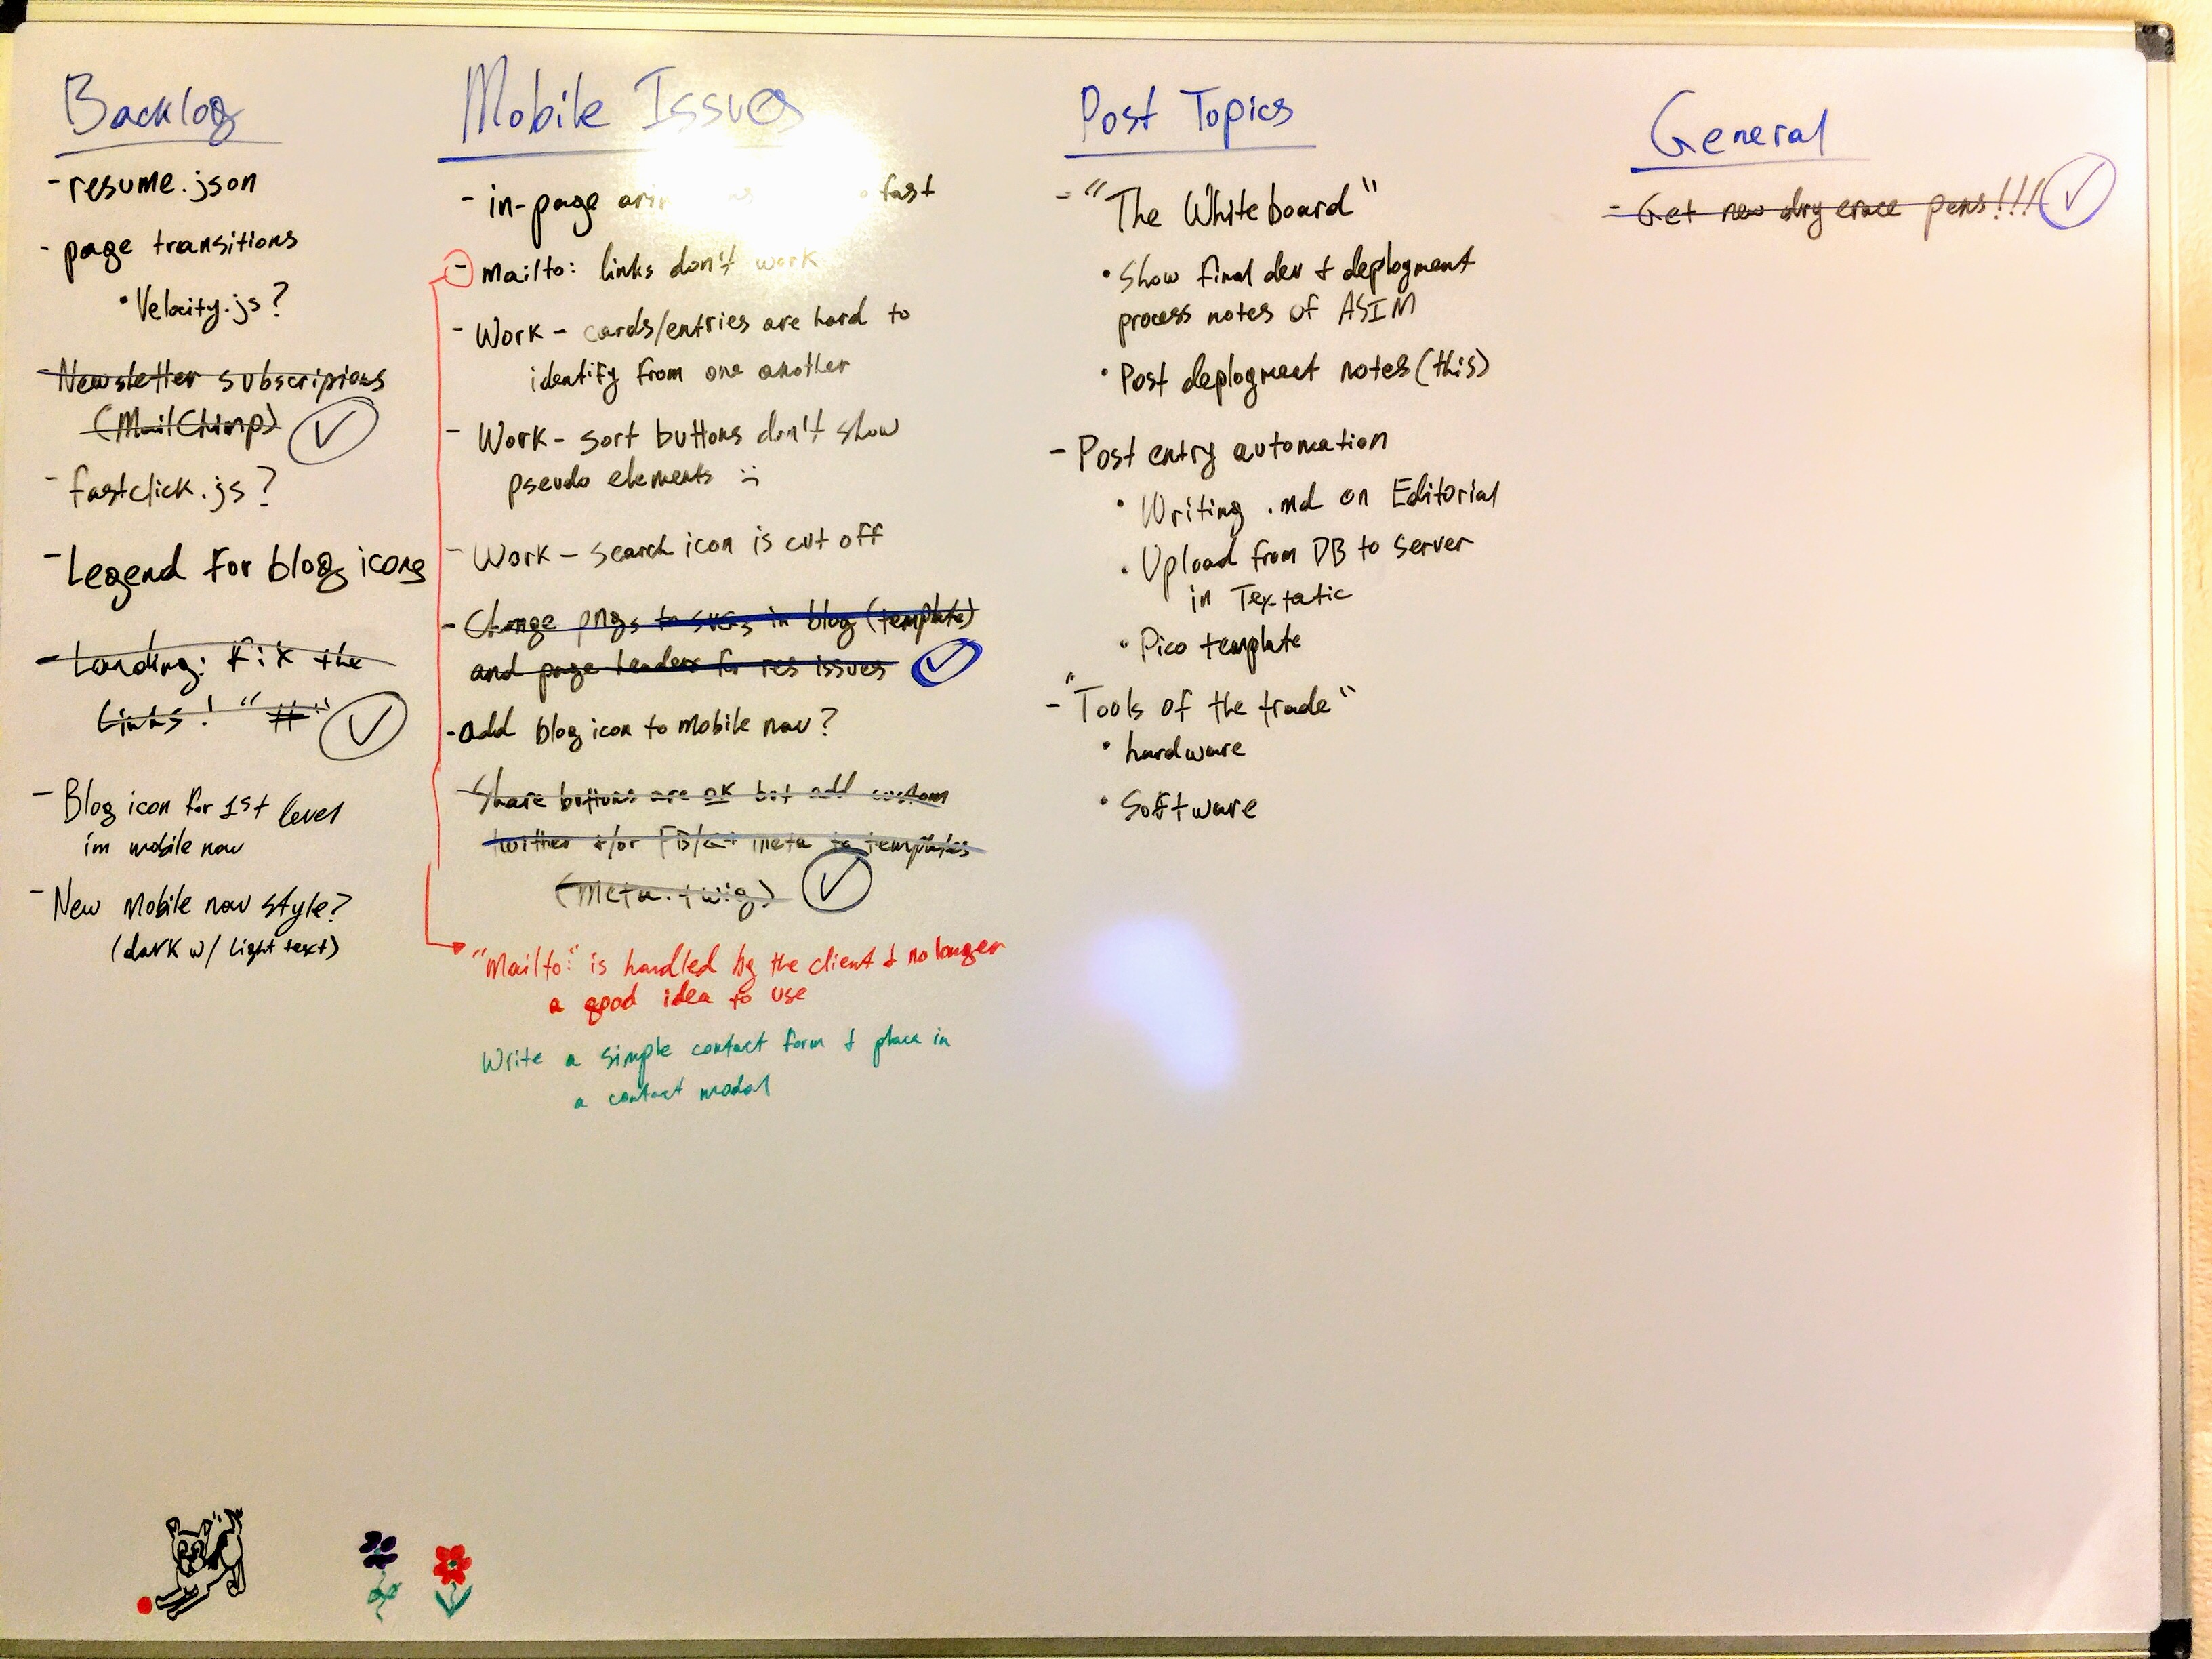 Backlog
- resume.json
- page transitions
• Velocity.js?
- Newsletter subscriptions
(MailChimp)
- fastclick.js?
- Legend for blog icons
- Landing: fix the
links! "#"
- Blog icon for 1st level
in mobile nav
- New mobile nav style?
(dark w/ light text)
Mobile Issues
- in-page fast
- mailto: links don't work
- Work - cards/entries are hard to
identify from one another
- Work - sort buttons don't show
pseudo elements :(
- Work - search icon is cut off
- Change pngs to svgs in blog (template)
and page headers for res issues
- add blog icon to mobile nav?
- Share buttons are ok but add custom
twitter +/or FB/G+ meta to templates
(meta.twig)
"Mailto:" is handled by the client + no longer
a good idea to use
Write a simple contact form + place in
a contact modal
Post Topics
- "The Whiteboard"
• Show final dev + deployment
process notes of ASIM
• Post deployment notes (this)
- Post entry automation
• Writing .md on Editorial
• Upload from DB to server
in Textatic
• Pico template
- "Tools of the trade"
• hardware
• Software
General
- Get new dry erace pens!!!